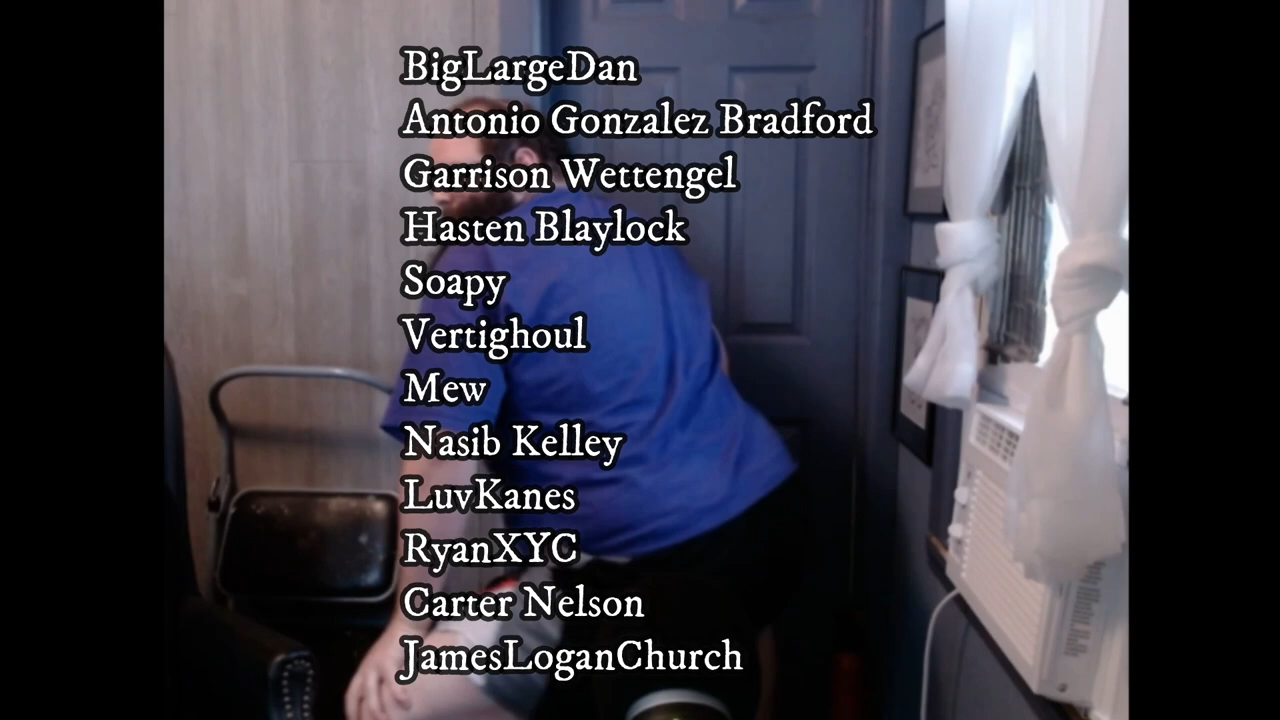 BigLargeDan
Antonio Gonzalez Bradford
Garrison Wettengel
Hasten Blaylock
Soapy
Vertighoul
Mew
Nasib Kelley
LuvKanes
RyanXYC
Carter Nelson
JamesLoganChurch